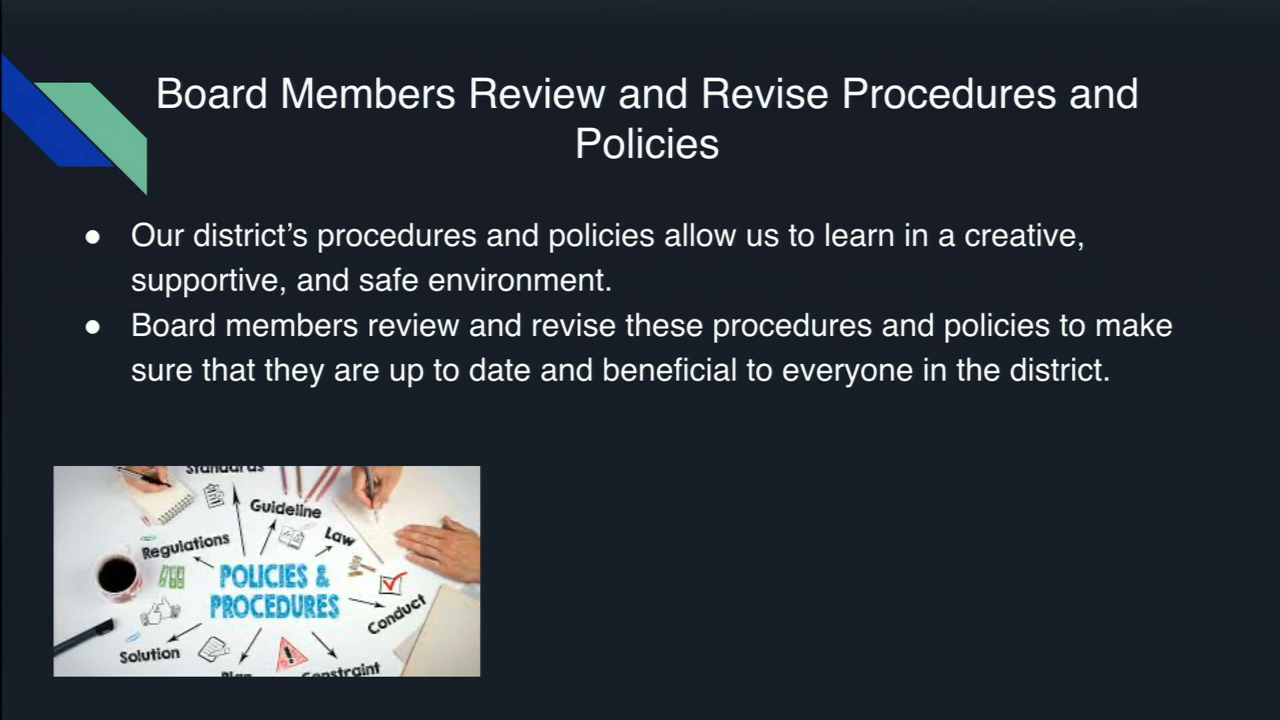 Board Members Review and Revise Procedures and
Policies
● Our district’s procedures and policies allow us to learn in a creative,
supportive, and safe environment.
● Board members review and revise these procedures and policies to make
sure that they are up to date and beneficial to everyone in the district.
Standards
Guideline
Law
Regulations
POLICIES &
PROCEDURES
Conduct
Solution
Plan
Constraint